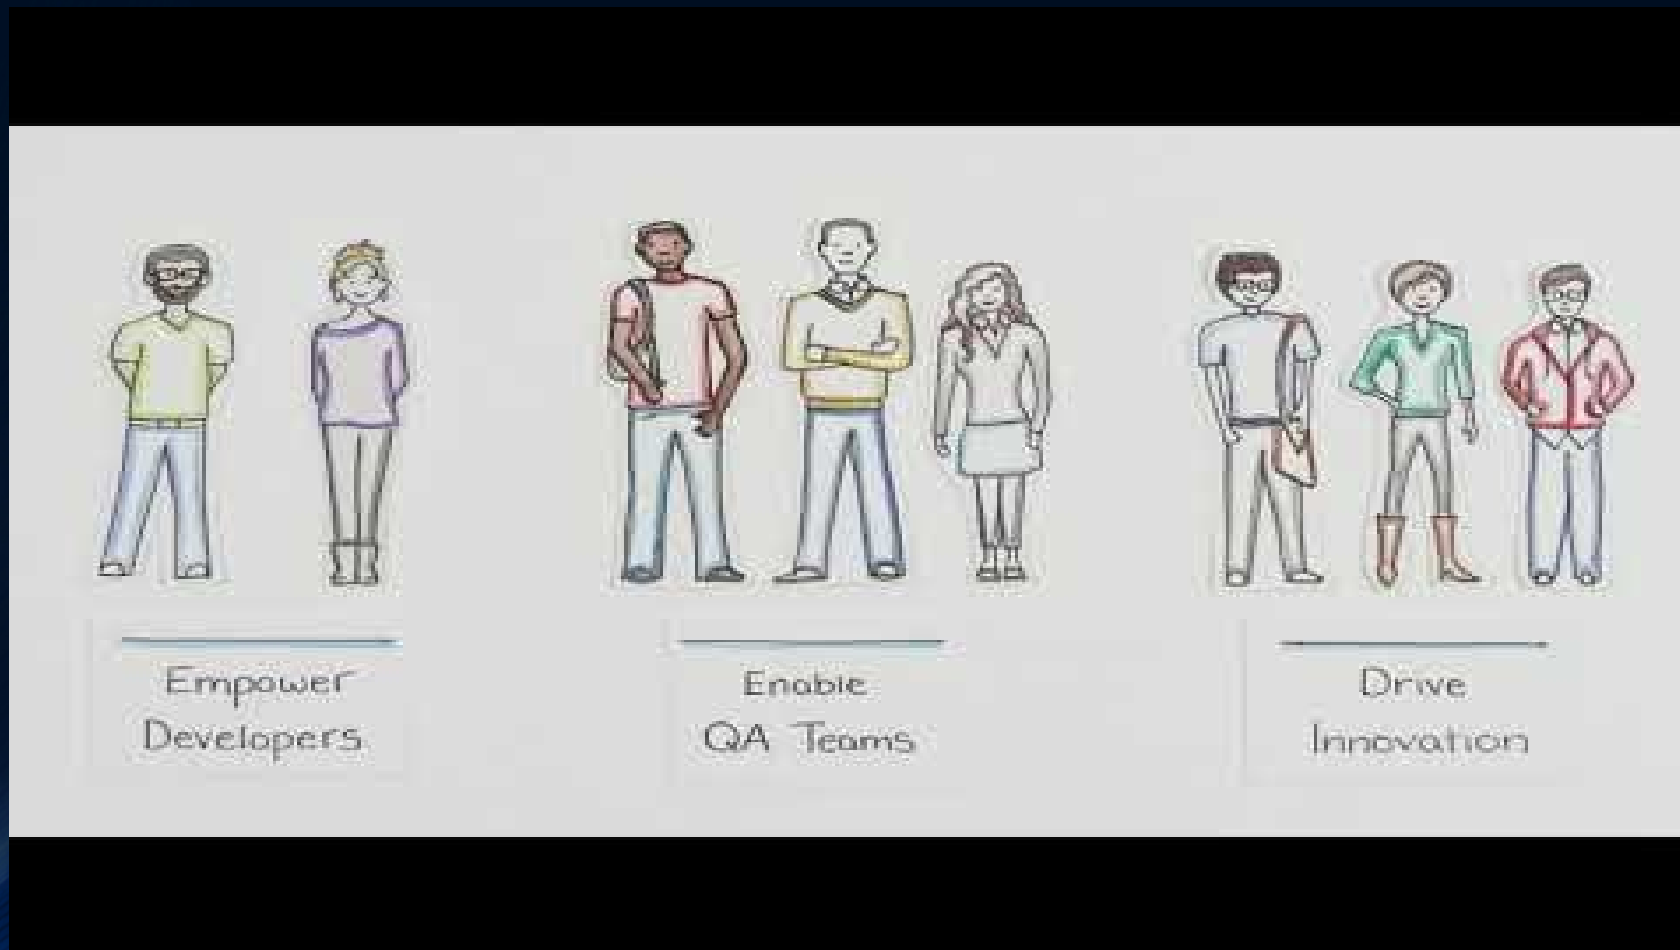 Empower
Developers
Enable
QA Teams
Drive
Innovation